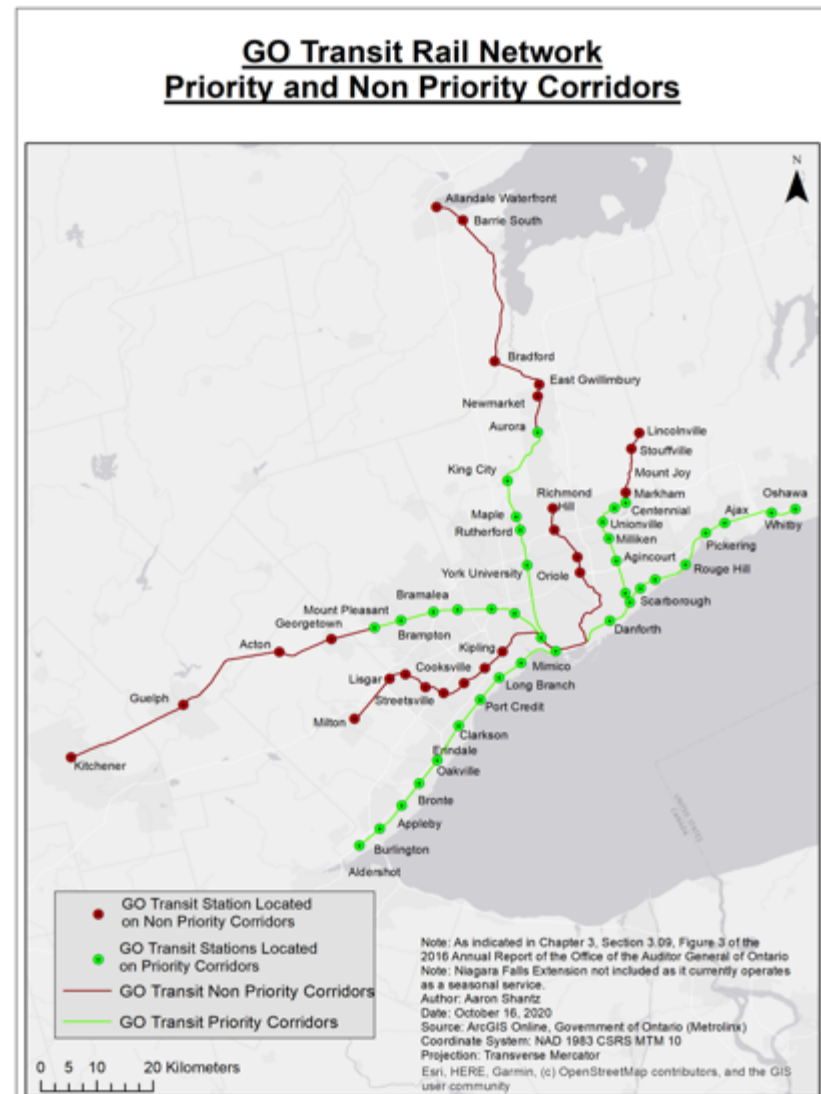 GO Transit Rail Network
Priority and Non Priority Corridors
N
Allandale Waterfront
Barrie South
Bradford
East Gwillimbury
Newmarket
Aurora
Lincolnville
Stouffville
King City
Mount Joy
Richmond
Hill
Markham
Oshawa
Maple
Centennial
Ajax
Rutherford
Unionville
Whitby
Milliken
Pickering
York University
Oriole
Agincourt
Rouge Hill
Bramalea
Mount Pleasant
Scarborough
Georgetown
Brampton
Danforth
Acton
Kipling
Cooksville
Mimico
Lisgar
Long Branch
Guelph
Streetsville
Port Credit
Milton
Clarkson
Erindale
Kitchener
Oakville
Bronte
UNITED STATES
CANADA
Appleby
Burlington
Aldershot
GO Transit Station Located
on Non Priority Corridors
GO Transit Stations Located
on Priority Corridors
GO Transit Non Priority Corridors
GO Transit Priority Corridors
0 5 10 20 Kilometers
Note: As indicated in Chapter 3, Section 3.09, Figure 3 of the
2016 Annual Report of the Office of the Auditor General of Ontario
Note: Niagara Falls Extension not included as it currently operates
as a seasonal service.
Author: Aaron Shantz
Date: October 16, 2020
Source: ArcGIS Online, Government of Ontario (Metrolinx)
Coordinate System: NAD 1983 CSRS MTM 10
Projection: Transverse Mercator
Esri, HERE, Garmin, (c) OpenStreetMap contributors, and the GIS
user community